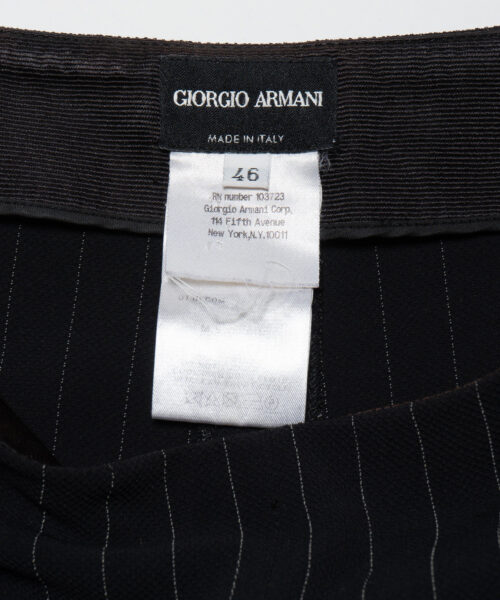 GIORGIO ARMANI
MADE IN ITALY
46
RN number 103723
Giorgio Armani Corp.
114 Fifth Avenue
New York,N.Y.10011